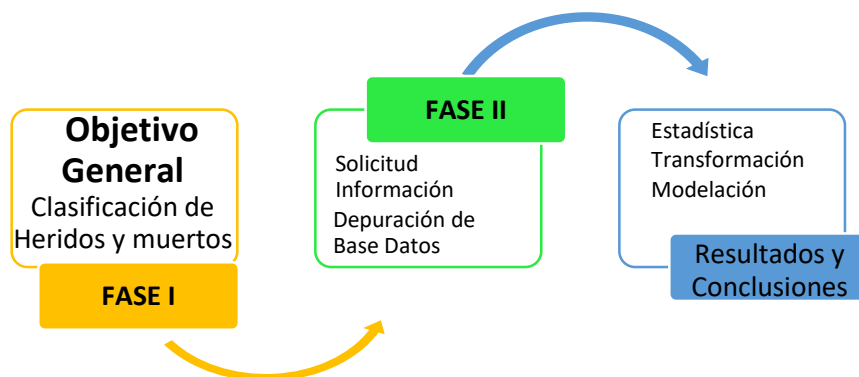 Objetivo
General
Clasificación de
Heridos y muertos
FASE I
FASE II
Solicitud
Información
Depuración de
Base Datos
Estadística
Transformación
Modelación
Resultados y
Conclusiones